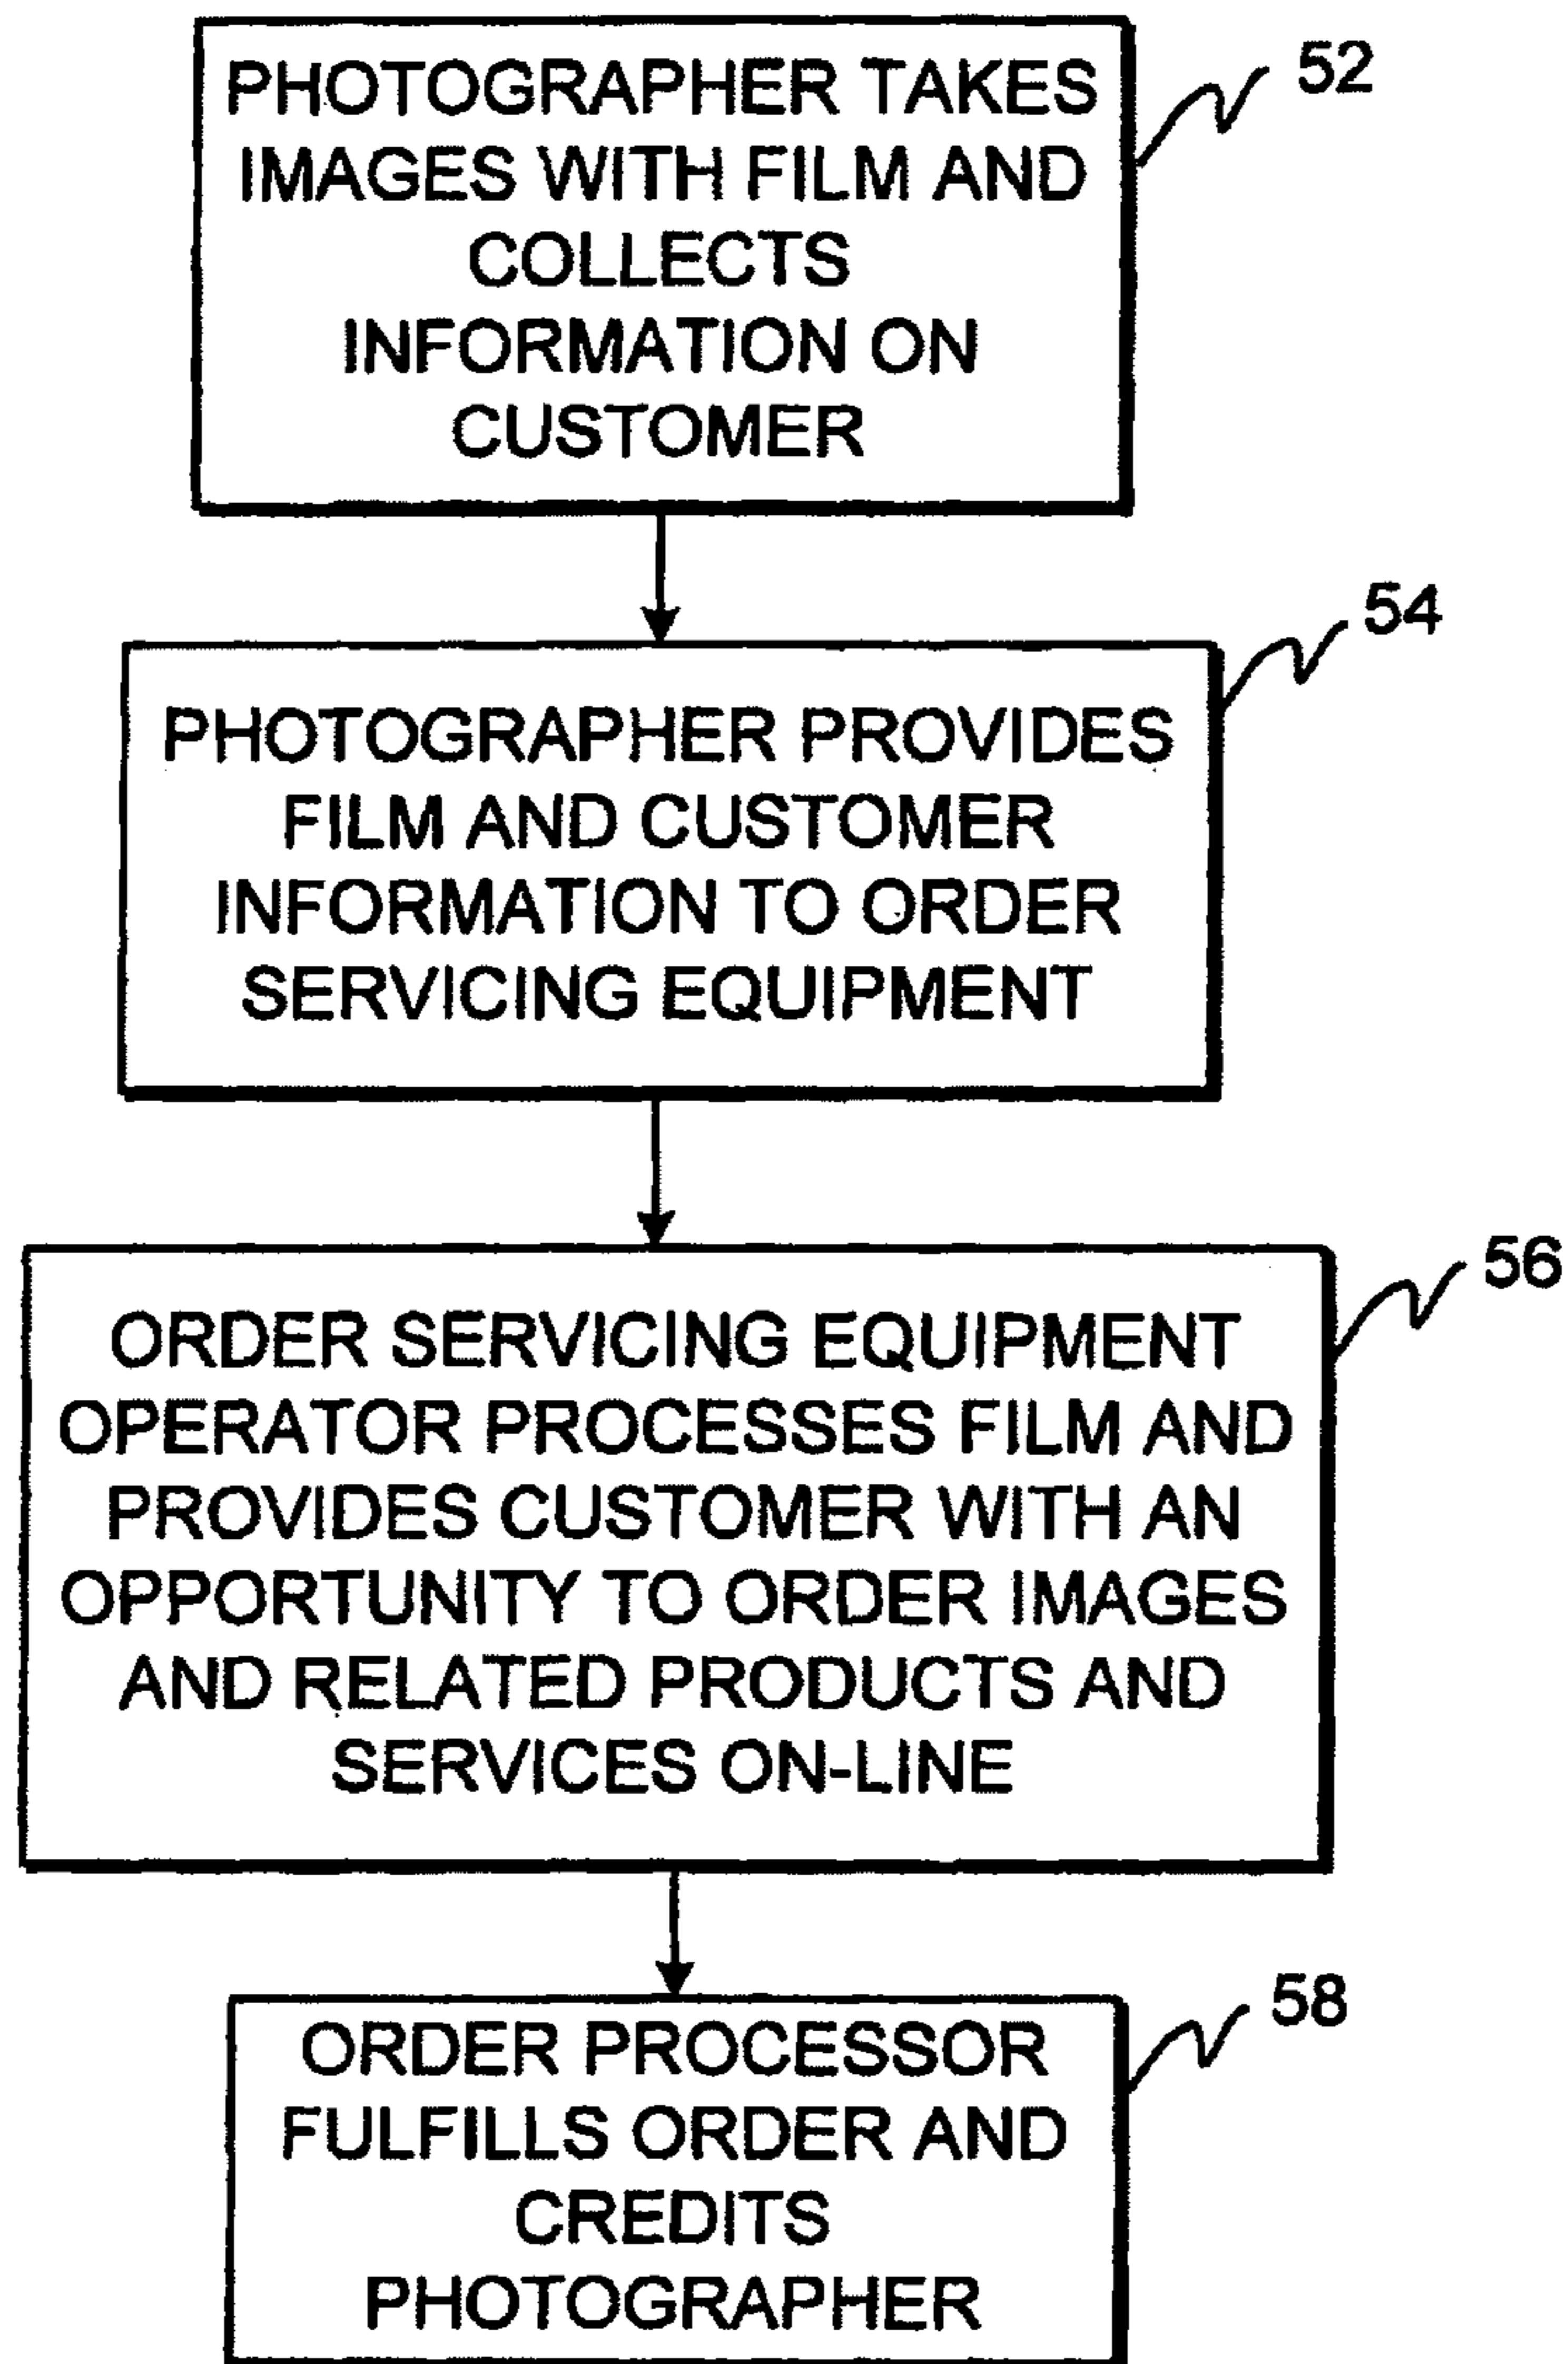 PHOTOGRAPHER TAKES
IMAGES WITH FILM AND
COLLECTS
INFORMATION ON
CUSTOMER
52
PHOTOGRAPHER PROVIDES
FILM AND CUSTOMER
INFORMATION TO ORDER
SERVICING EQUIPMENT
54
ORDER SERVICING EQUIPMENT
OPERATOR PROCESSES FILM AND
PROVIDES CUSTOMER WITH AN
OPPORTUNITY TO ORDER IMAGES
AND RELATED PRODUCTS AND
SERVICES ON-LINE
56
ORDER PROCESSOR
FULFILLS ORDER AND
CREDITS
PHOTOGRAPHER
58